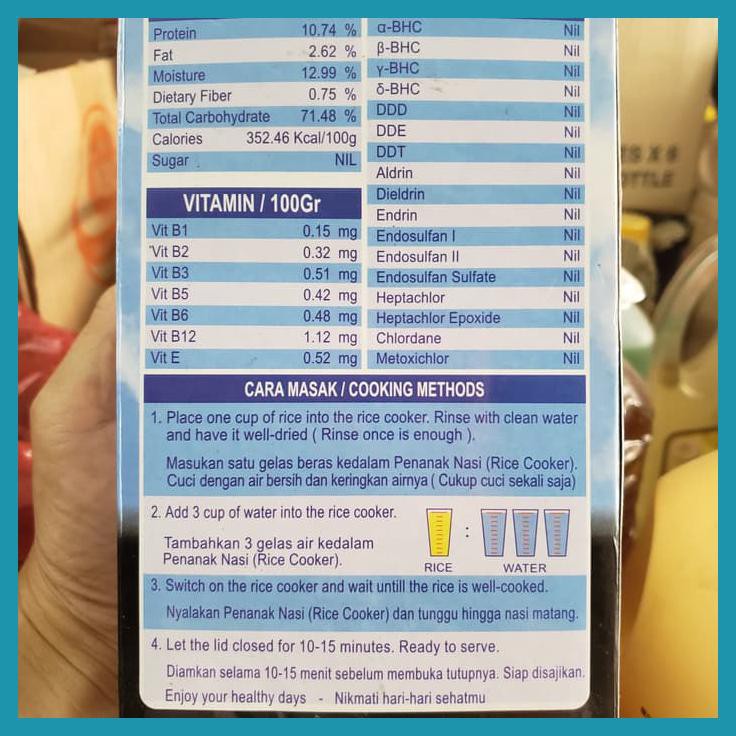 Protein 10.74 %
Fat 2.62 %
Moisture 12.99 %
Dietary Fiber 0.75 %
Total Carbohydrate 71.48 %
Calories 352.46 Kcal/100g
Sugar NIL
VITAMIN / 100Gr
Vit B1 0.15 mg
Vit B2 0.32 mg
Vit B3 0.51 mg
Vit B5 0.42 mg
Vit B6 0.48 mg
Vit B12 1.12 mg
Vit E 0.52 mg
α-BHC Nil
β-BHC Nil
γ-BHC Nil
δ-BHC Nil
DDD Nil
DDE Nil
DDT Nil
Aldrin Nil
Dieldrin Nil
Endrin Nil
Endosulfan I Nil
Endosulfan II Nil
Endosulfan Sulfate Nil
Heptachlor Nil
Heptachlor Epoxide Nil
Chlordane Nil
Metoxichlor Nil
CARA MASAK / COOKING METHODS
1. Place one cup of rice into the rice cooker. Rinse with clean water
and have it well-dried ( Rinse once is enough ).
Masukan satu gelas beras kedalam Penanak Nasi (Rice Cooker).
Cuci dengan air bersih dan keringkan airnya ( Cukup cuci sekali saja)
2. Add 3 cup of water into the rice cooker.
Tambahkan 3 gelas air kedalam
Penanak Nasi (Rice Cooker).
:
RICE WATER
3. Switch on the rice cooker and wait untill the rice is well-cooked.
Nyalakan Penanak Nasi (Rice Cooker) dan tunggu hingga nasi matang.
4. Let the lid closed for 10-15 minutes. Ready to serve.
Diamkan selama 10-15 menit sebelum membuka tutupnya. Siap disajikan.
Enjoy your healthy days - Nikmati hari-hari sehatmu
X 6